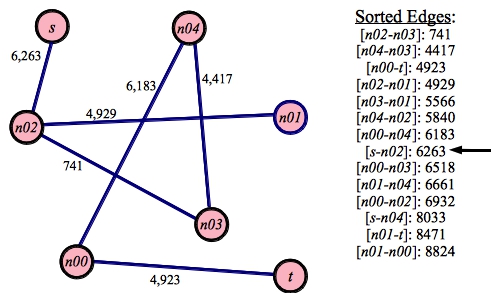 s
n04
6,263
6,183
4,417
4,929
n01
n02
741
n03
n00
4,923
t
Sorted Edges:
[n02-n03]: 741
[n04-n03]: 4417
[n00-t]: 4923
[n02-n01]: 4929
[n03-n01]: 5566
[n04-n02]: 5840
[n00-n04]: 6183
[s-n02]: 6263
[n00-n03]: 6518
[n01-n04]: 6661
[n00-n02]: 6932
[s-n04]: 8033
[n01-t]: 8471
[n01-n00]: 8824